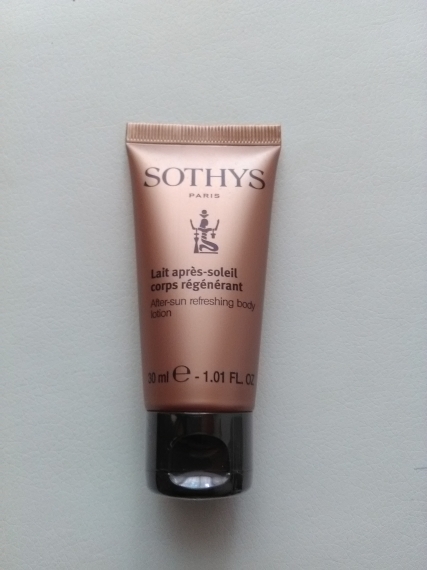 SOTHYS
PARIS
Lait après-soleil
corps régénérant
After-sun refreshing body
lotion
30 ml ℮ - 1.01 FL. OZ